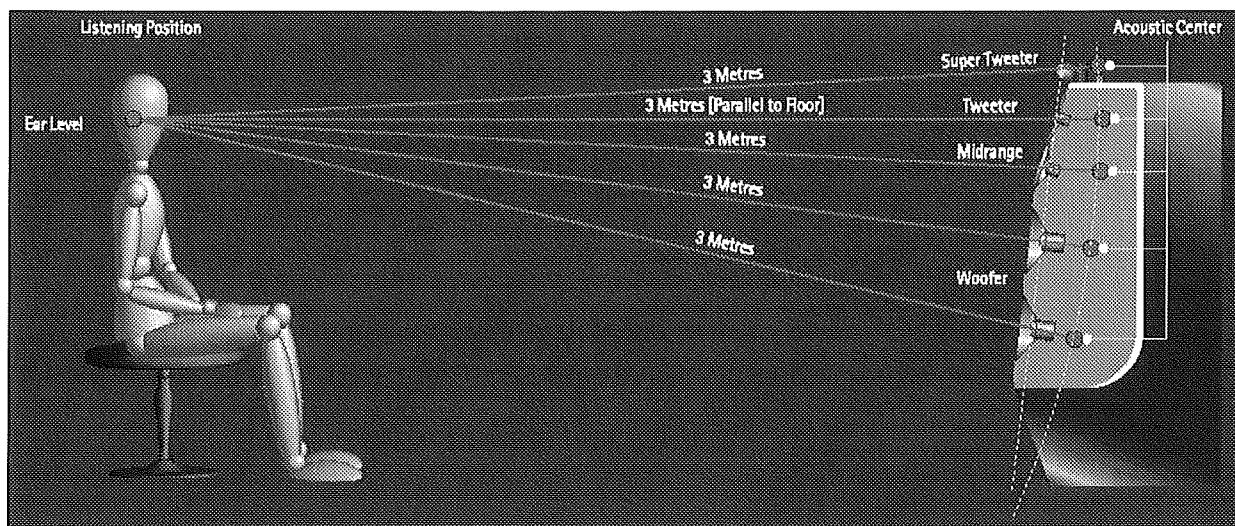 Listening Position
Acoustic Center
Super Tweeter
3 Metres
3 Metres [Parallel to Floor]
Tweeter
Ear Level
3 Metres
Midrange
3 Metres
3 Metres
Woofer